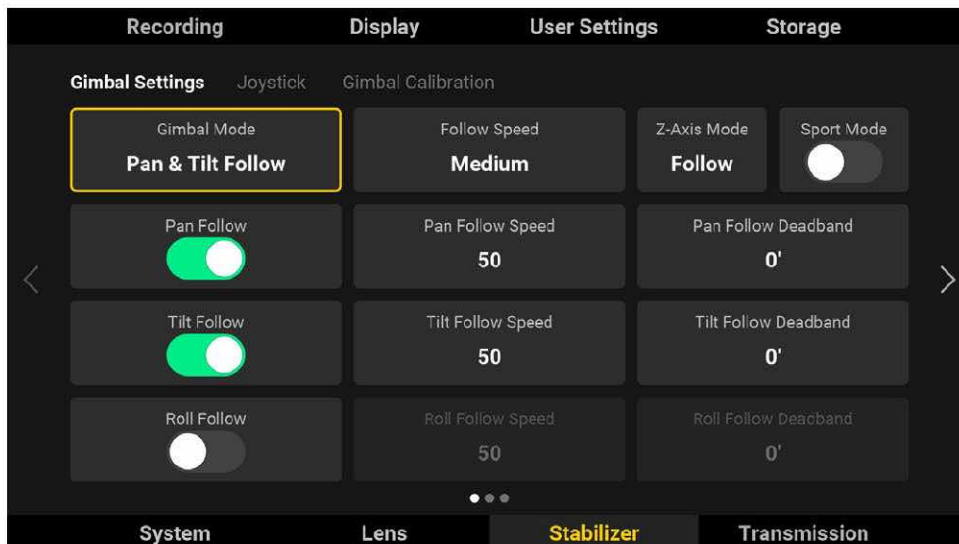 Recording Display User Settings Storage
Gimbal Settings Joystick Gimbal Calibration
Gimbal Mode Follow Speed Z-Axis Mode Sport Mode
Pan & Tilt Follow Medium Follow
Pan Follow Pan Follow Speed Pan Follow Deadband
50 0'
Tilt Follow Tilt Follow Speed Tilt Follow Deadband
50 0'
Roll Follow Roll Follow Speed Roll Follow Deadband
50 0'
System Lens Stabilizer Transmission